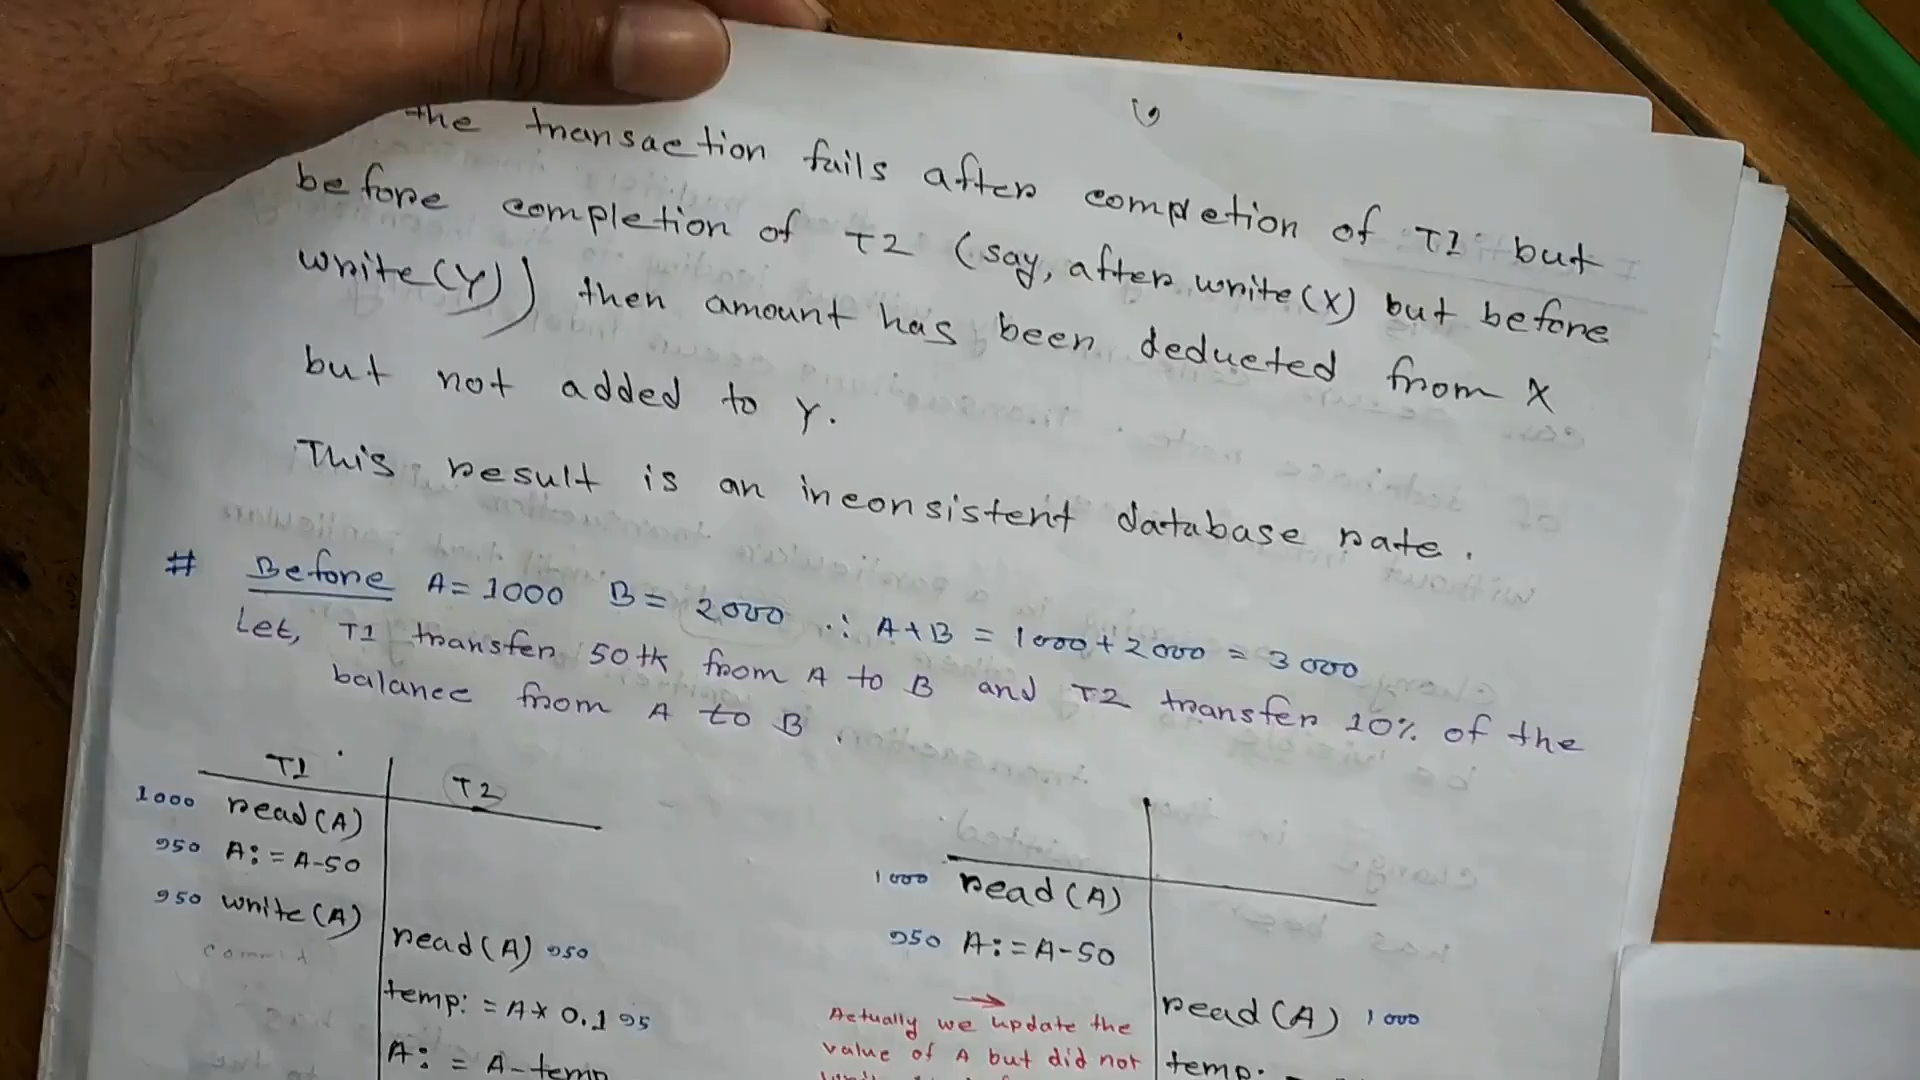 the transaction fails after completion of T1 but
before completion of T2 (say, after write(X) but before
write(Y)) then amount has been deducted from X
but not added to Y.
This result is an inconsistent database rate.
# Before A= 1000 B= 2000 ∴ A+B = 1000+2000 = 3000
Let, T1 transfer 50tk from A to B and T2 transfer 10% of the
balance from A to B.
T1 T2
1000 read(A)
950 A:=A-50
950 write(A)
commit
read(A) 950
temp:=A*0.1 95
A:=A-temp
1000 read(A)
950 A:=A-50
read(A) 1000
temp:
Actually we update the
value of A but did not